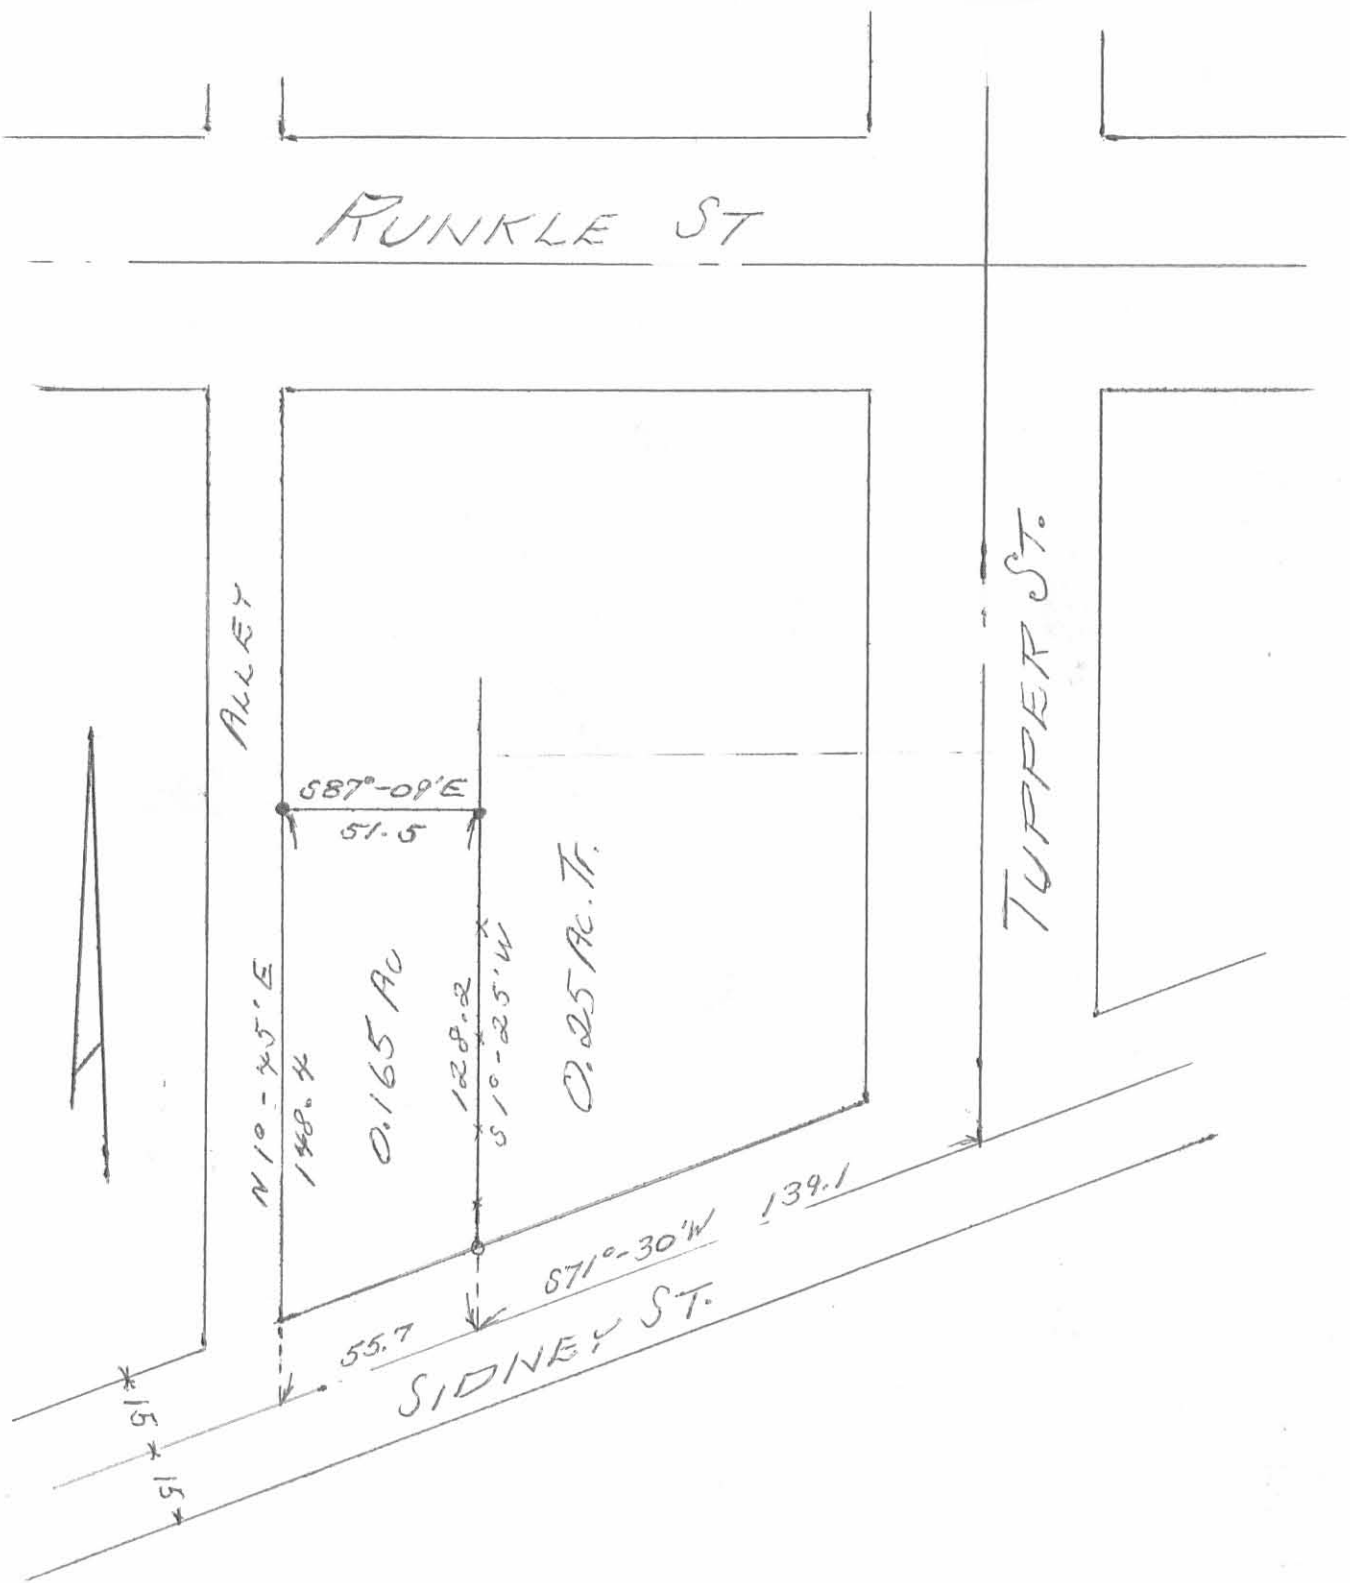 RUNKLE ST
ALLEY
TUPPER ST.
S87°-09'E
51.5
N1°-45'E
148.4
0.165 AC
128.2
S1°-25'W
0.25 Ac. Tr.
S71°-30'W 139.1
55.7
SIDNEY ST.
15
15